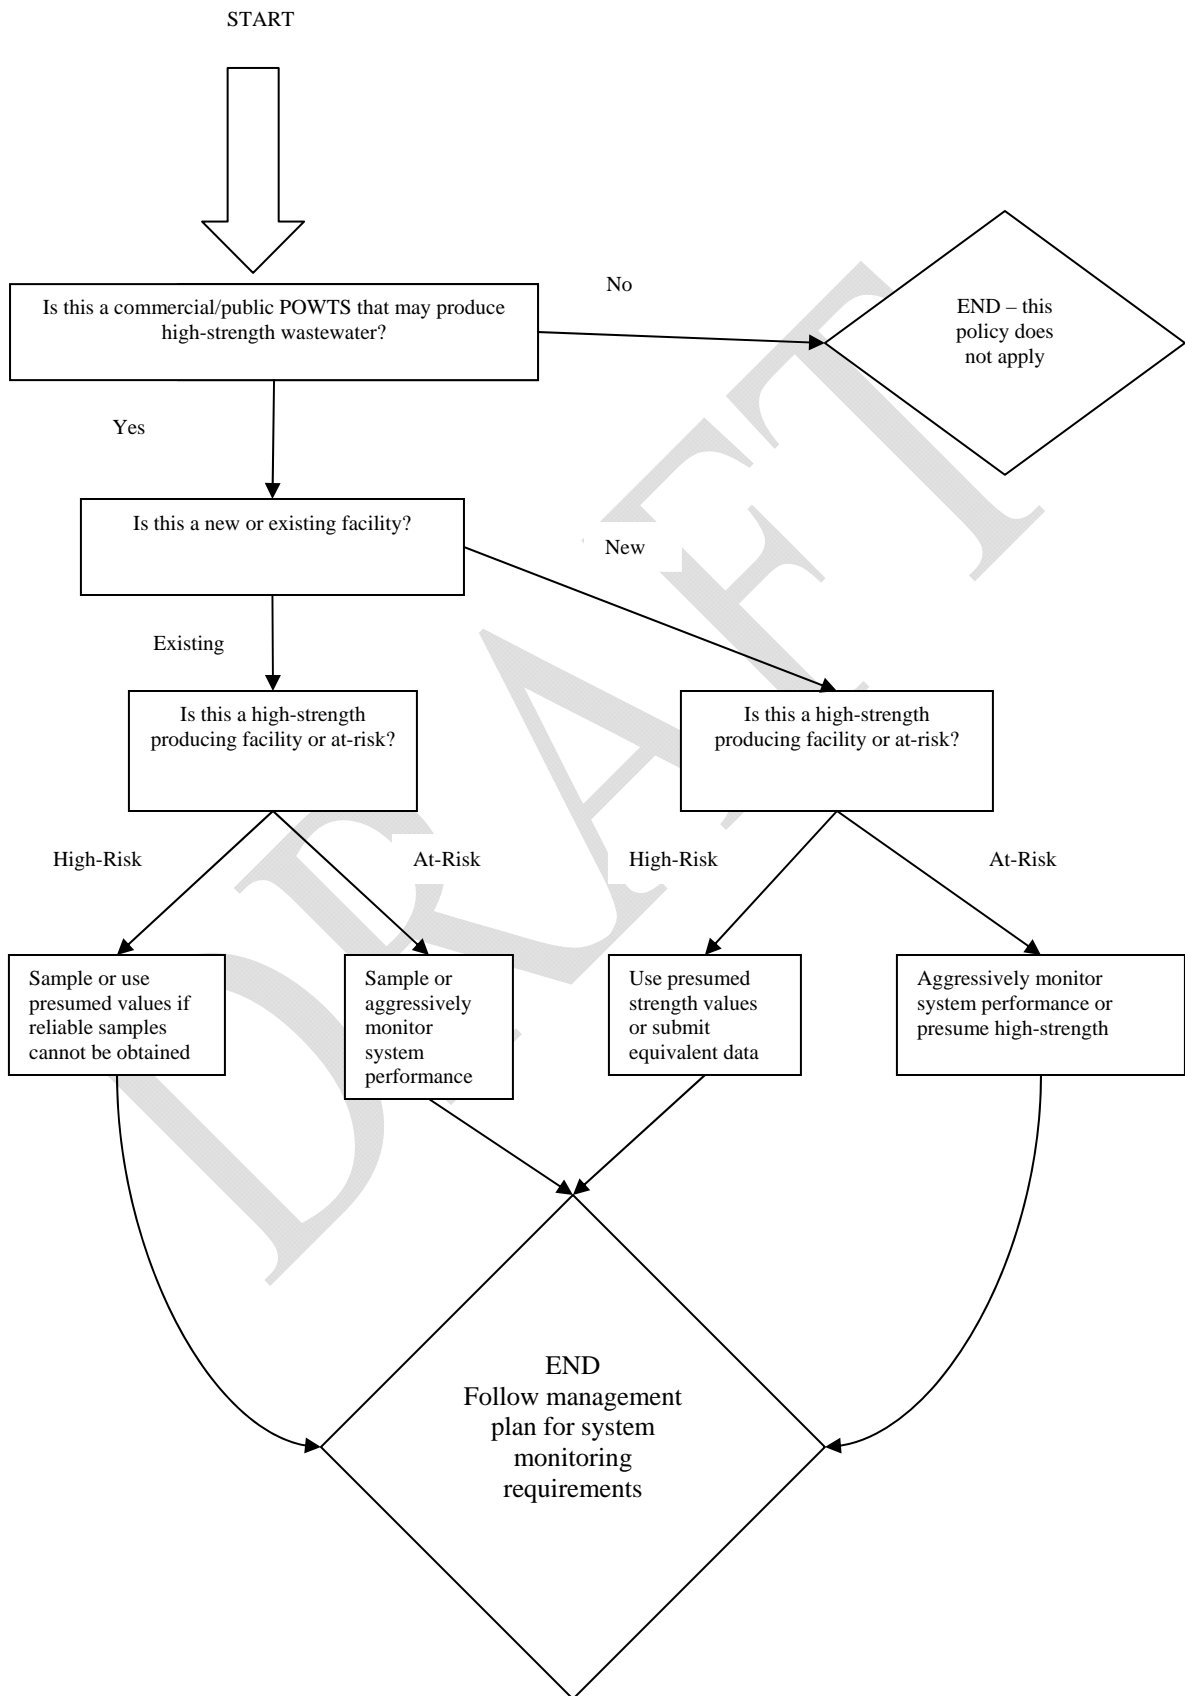 START
Is this a commercial/public POWTS that may produce
high-strength wastewater?
No
END – this
policy does
not apply
Yes
Is this a new or existing facility?
New
Existing
Is this a high-strength
producing facility or at-risk?
Is this a high-strength
producing facility or at-risk?
High-Risk
At-Risk
High-Risk
At-Risk
Sample or use
presumed values if
reliable samples
cannot be obtained
Sample or
aggressively
monitor
system
performance
Use presumed
strength values
or submit
equivalent data
Aggressively monitor
system performance or
presume high-strength
END
Follow management
plan for system
monitoring
requirements
DRAFT